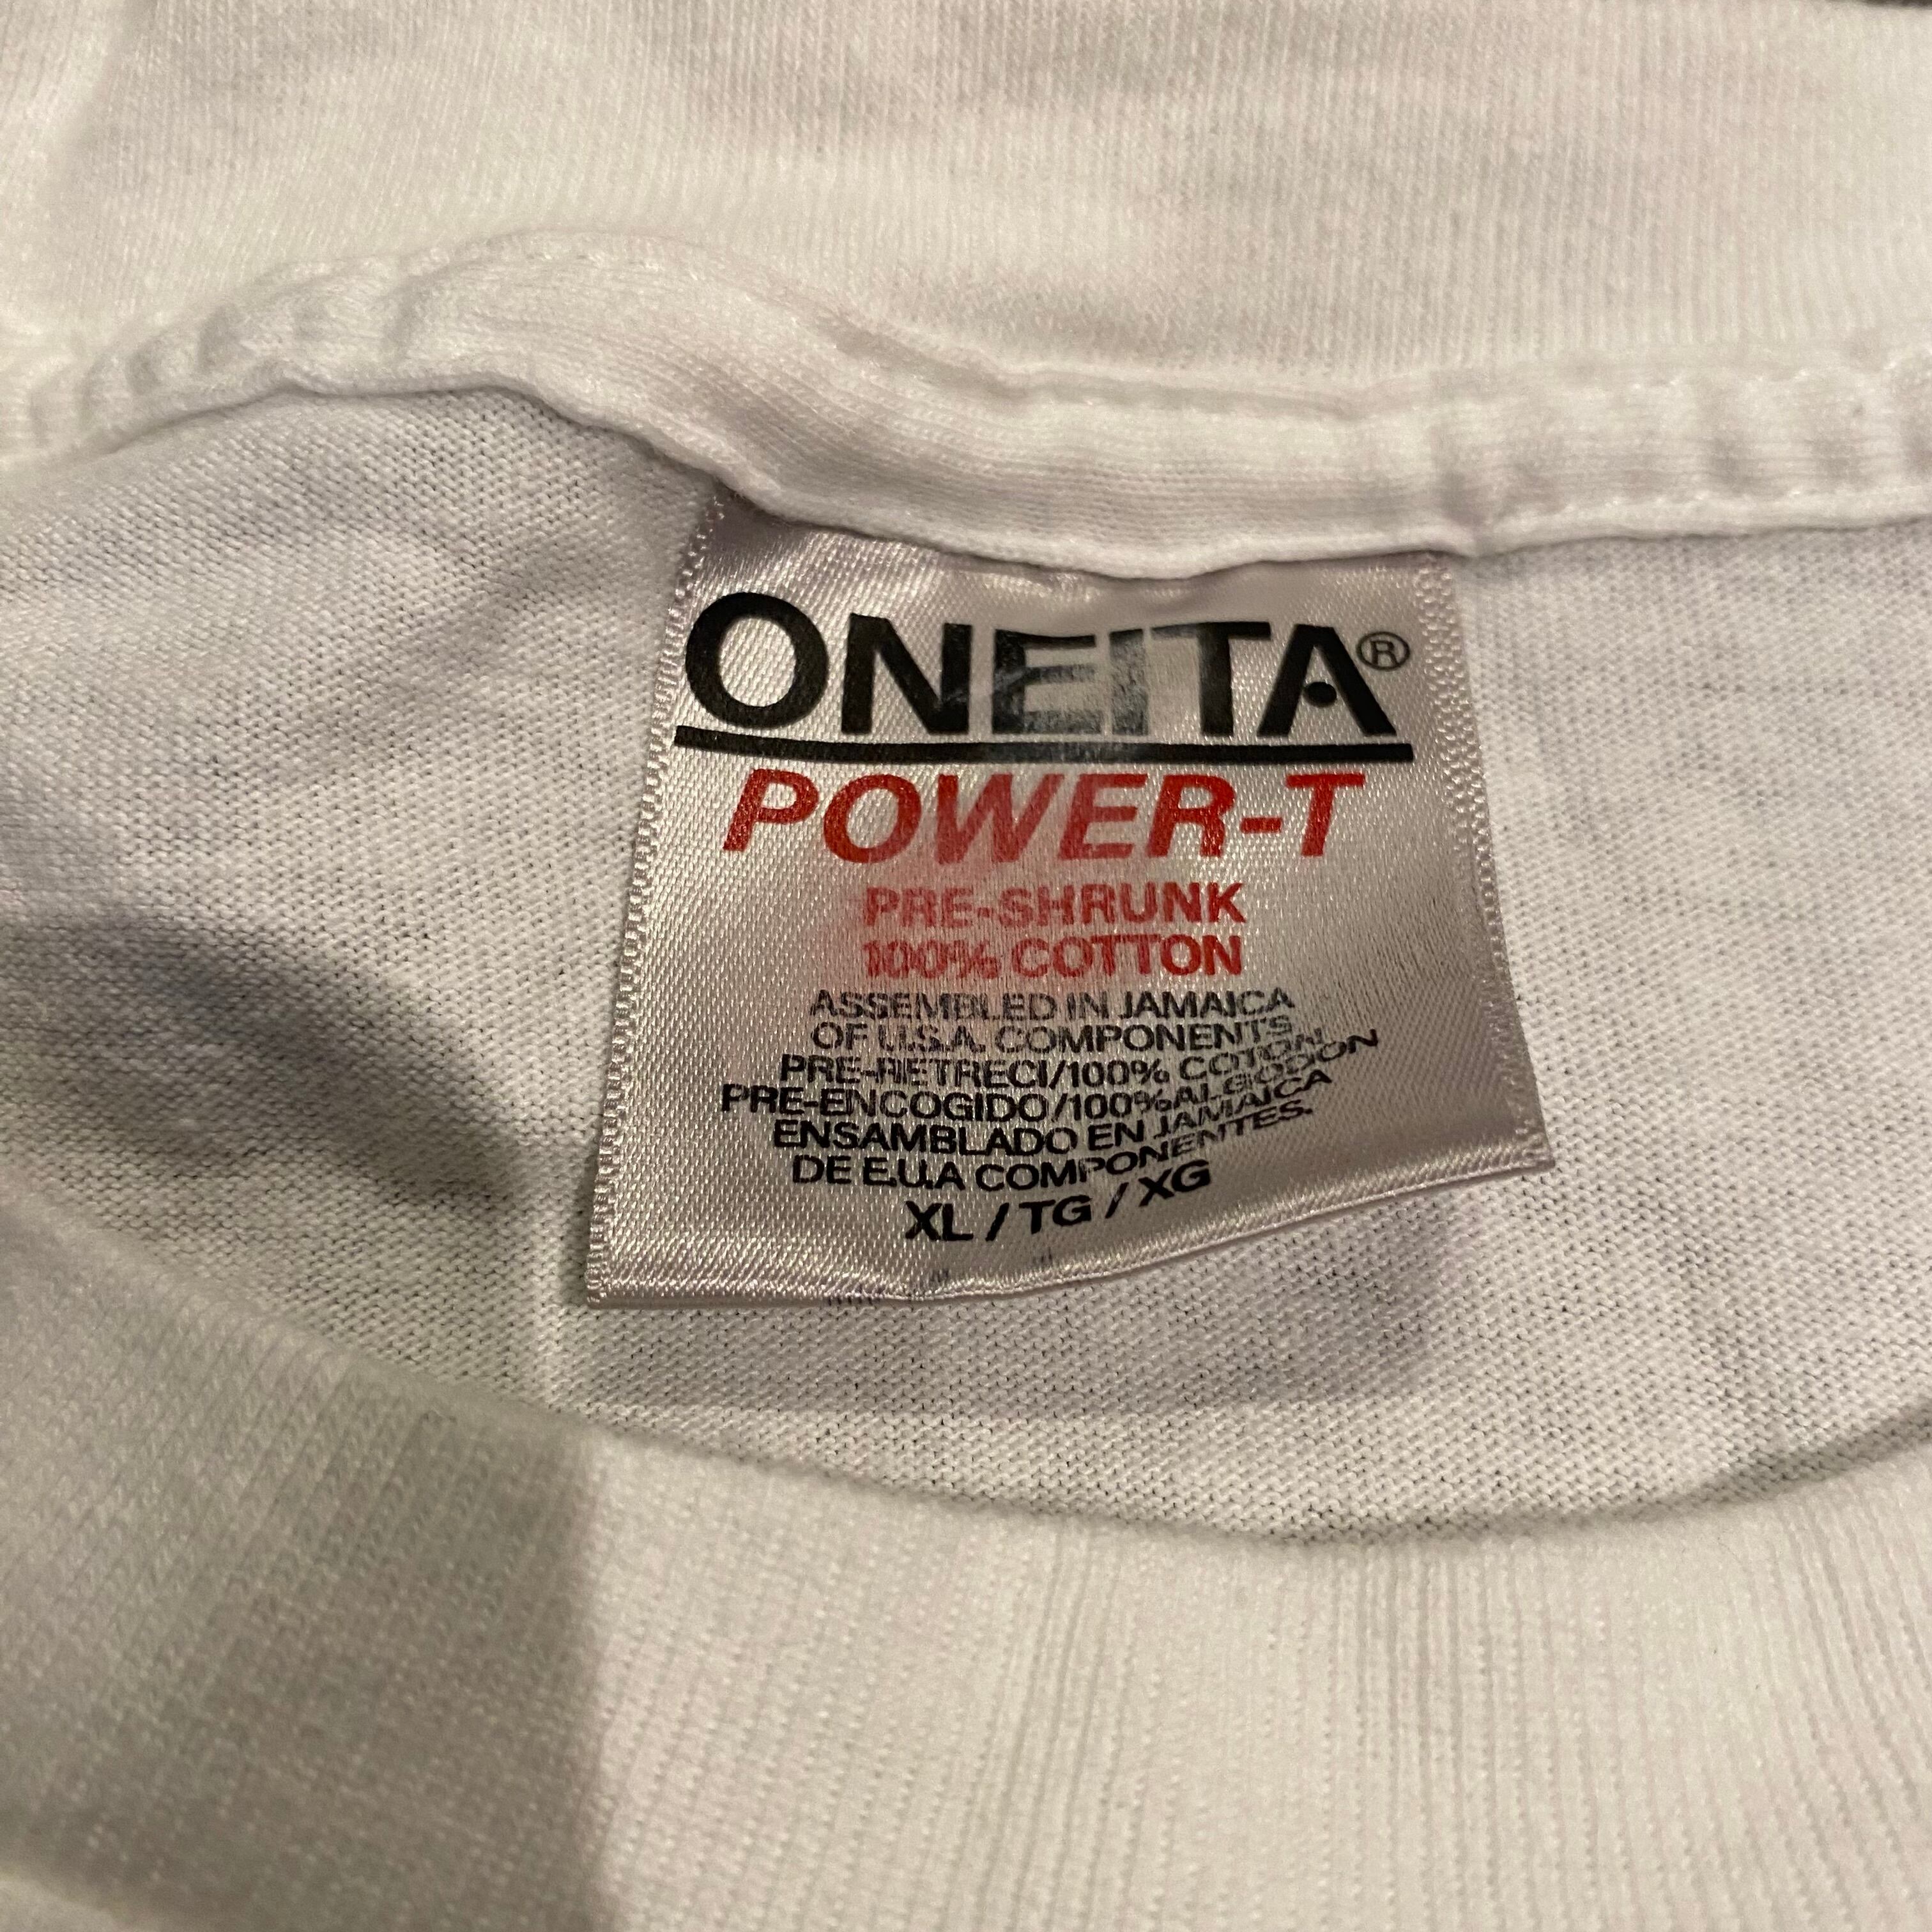 ONEITA®
POWER-T
PRE-SHRUNK
100% COTTON
ASSEMBLED IN JAMAICA
OF U.S.A. COMPONENTS
PRE-RETRECI/100% COTON
PRE-ENCOGIDO/100%ALGODON
ENSAMBLADO EN JAMAICA
DE E.U.A COMPONENTES.
XL / TG / XG